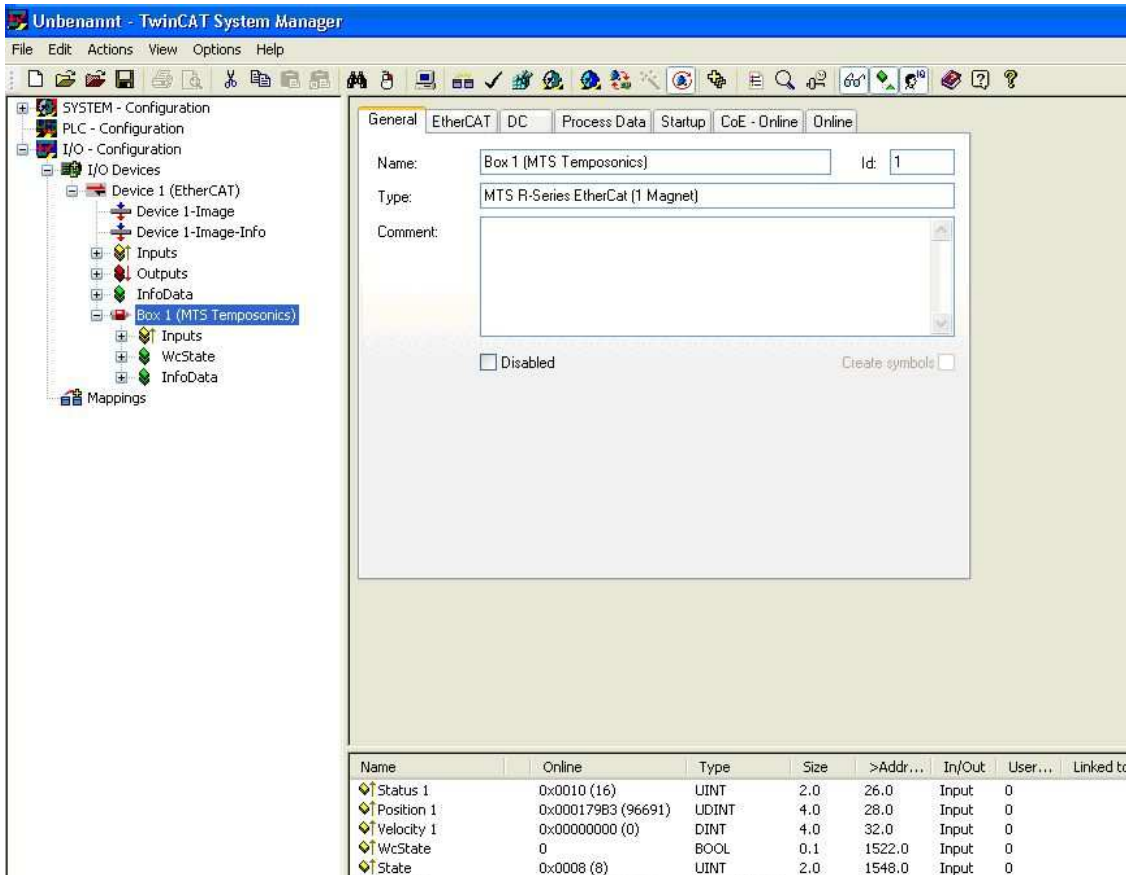 Unbenannt - TwinCAT System Manager
File Edit Actions View Options Help
SYSTEM - Configuration
PLC - Configuration
I/O - Configuration
I/O Devices
Device 1 (EtherCAT)
Device 1-Image
Device 1-Image-Info
Inputs
Outputs
InfoData
Box 1 (MTS Temposonics)
Inputs
WcState
InfoData
Mappings
General EtherCAT DC Process Data Startup CoE - Online Online
Name: Box 1 (MTS Temposonics) Id: 1
Type: MTS R-Series EtherCat (1 Magnet)
Comment:
Disabled Create symbols
Name Online Type Size >Addr... In/Out User... Linked to
Status 1 0x0010 (16) UINT 2.0 26.0 Input 0
Position 1 0x000179B3 (96691) UDINT 4.0 28.0 Input 0
Velocity 1 0x00000000 (0) DINT 4.0 32.0 Input 0
WcState 0 BOOL 0.1 1522.0 Input 0
State 0x0008 (8) UINT 2.0 1548.0 Input 0